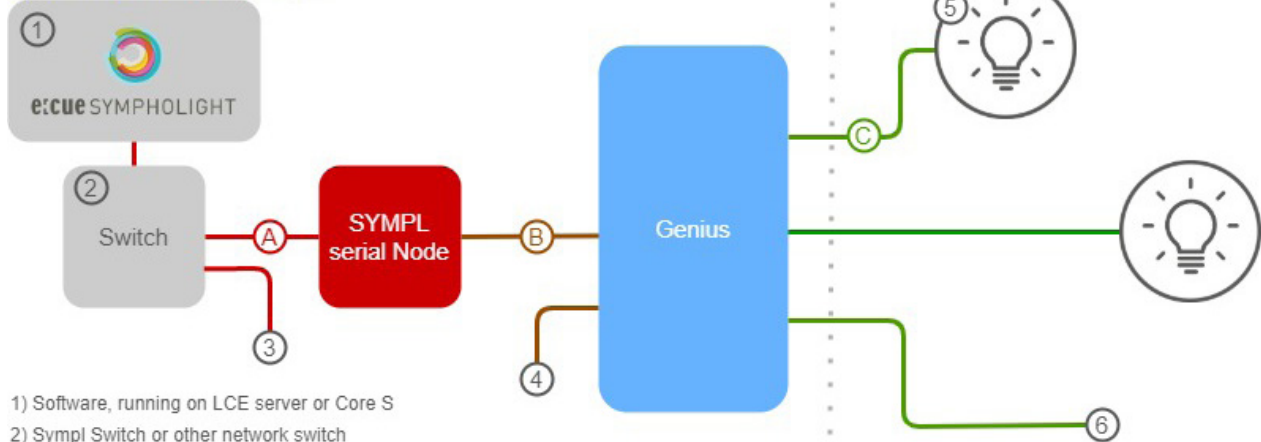 1
e:cue SYMPHOLIGHT
2
Switch
A
SYMPL
serial Node
B
Genius
C
5
3
4
6
1) Software, running on LCE server or Core S
2) Sympl Switch or other network switch